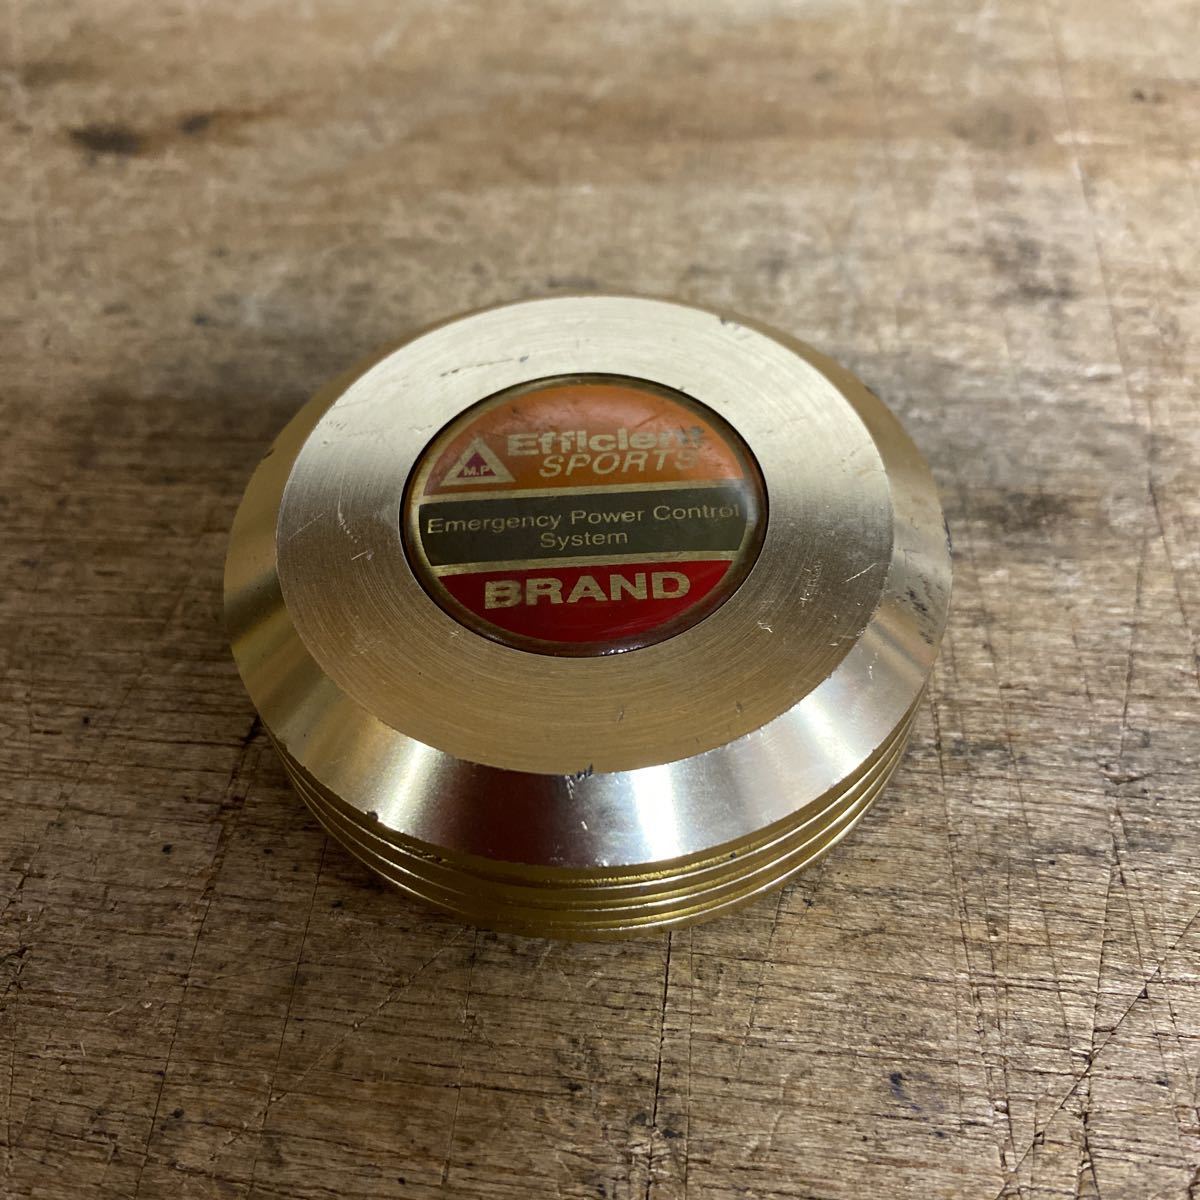 Efficient
M.P
SPORTS
Emergency Power Control
System
BRAND